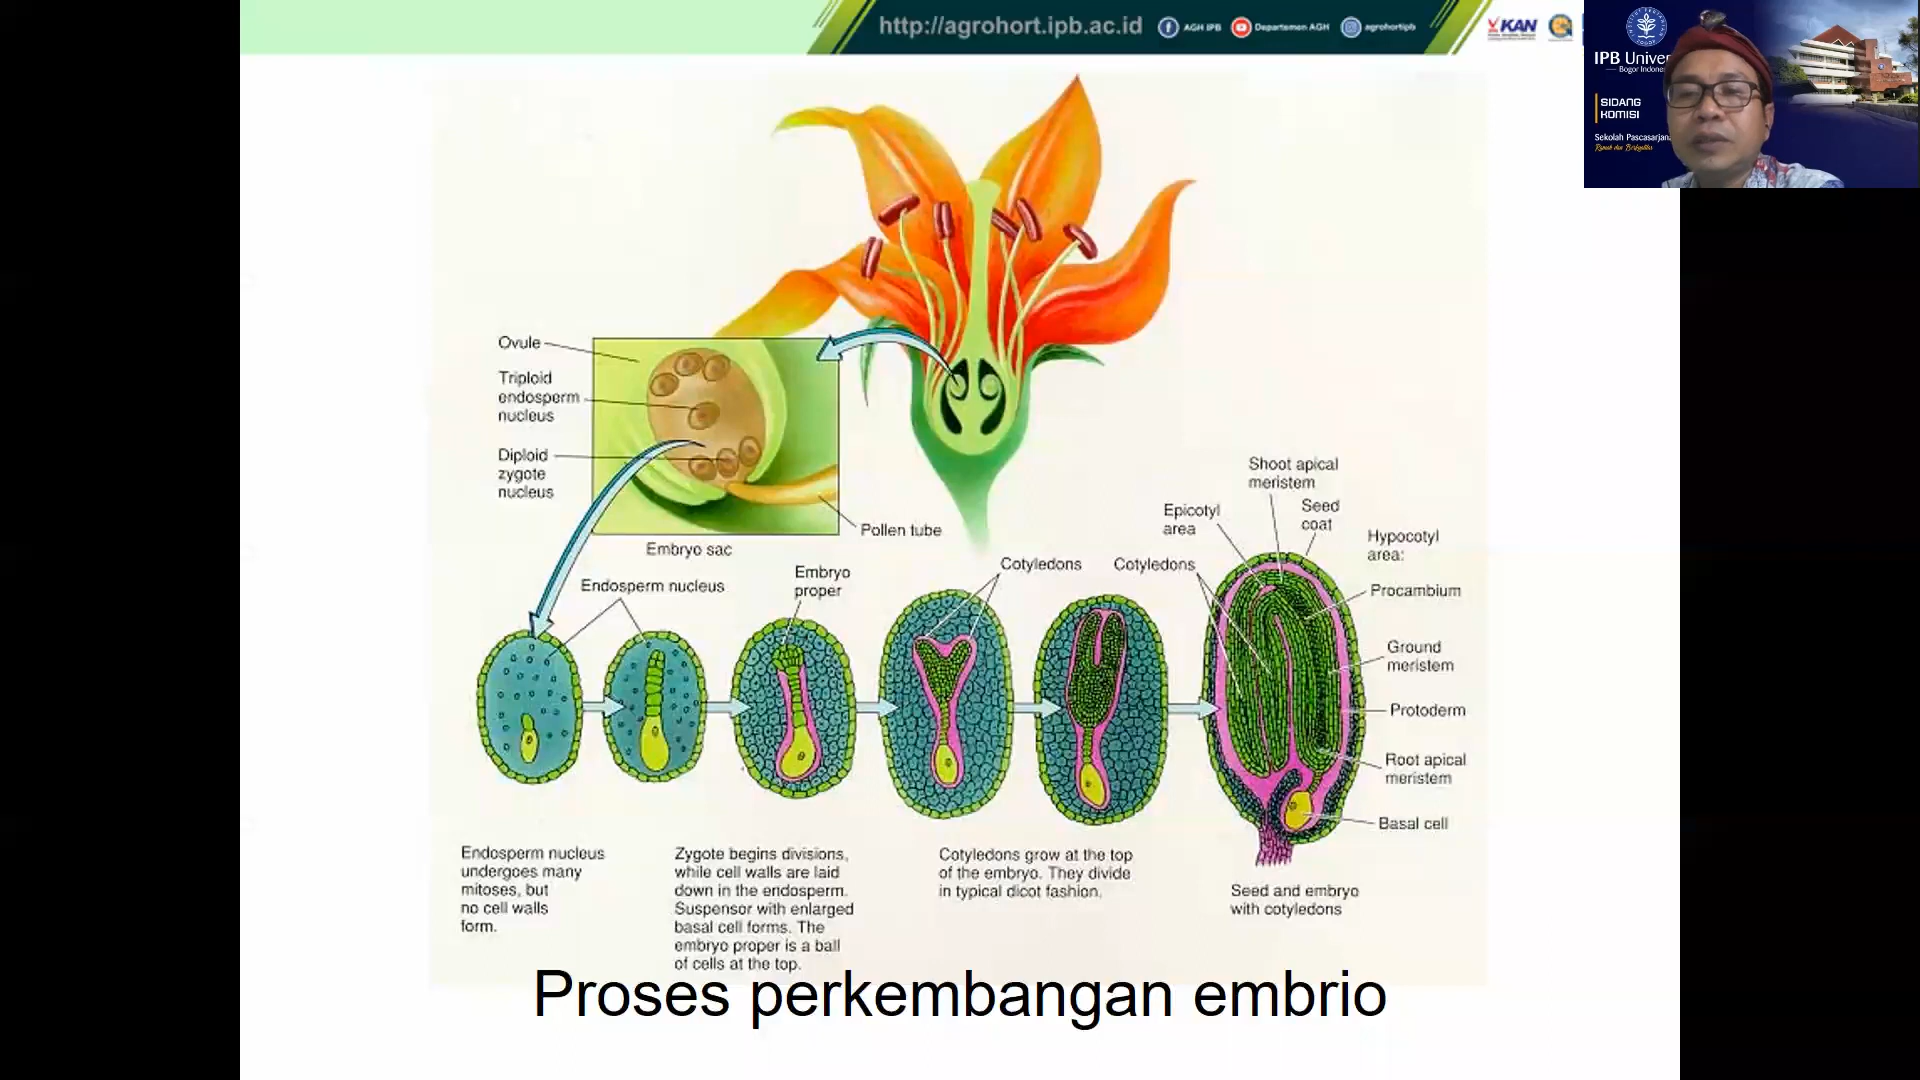 http://agrohort.ipb.ac.id
AGH IPB
Departemen AGH
agrohortipb
KAN
IPB Univer
Bogor Indones
SIDANG
KOMISI
Sekolah Pascasarjana
Ovule
Triploid
endosperm
nucleus
Diploid
zygote
nucleus
Pollen tube
Embryo sac
Endosperm nucleus
Embryo
proper
Cotyledons
Cotyledons
Epicotyl
area
Shoot apical
meristem
Seed
coat
Hypocotyl
area:
Procambium
Ground
meristem
Protoderm
Root apical
meristem
Basal cell
Endosperm nucleus
undergoes many
mitoses, but
no cell walls
form.
Zygote begins divisions,
while cell walls are laid
down in the endosperm.
Suspensor with enlarged
basal cell forms. The
embryo proper is a ball
of cells at the top.
Cotyledons grow at the top
of the embryo. They divide
in typical dicot fashion.
Seed and embryo
with cotyledons
Proses perkembangan embrio